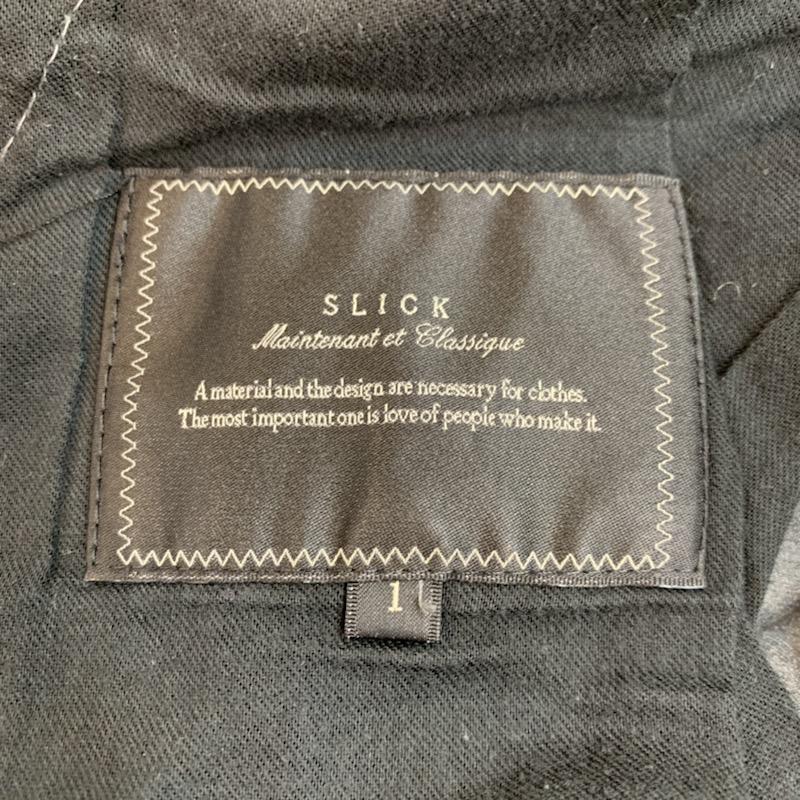 SLICK
Maintenant et Classique
A material and the design are necessary for clothes.
The most important one is love of people who make it.
1